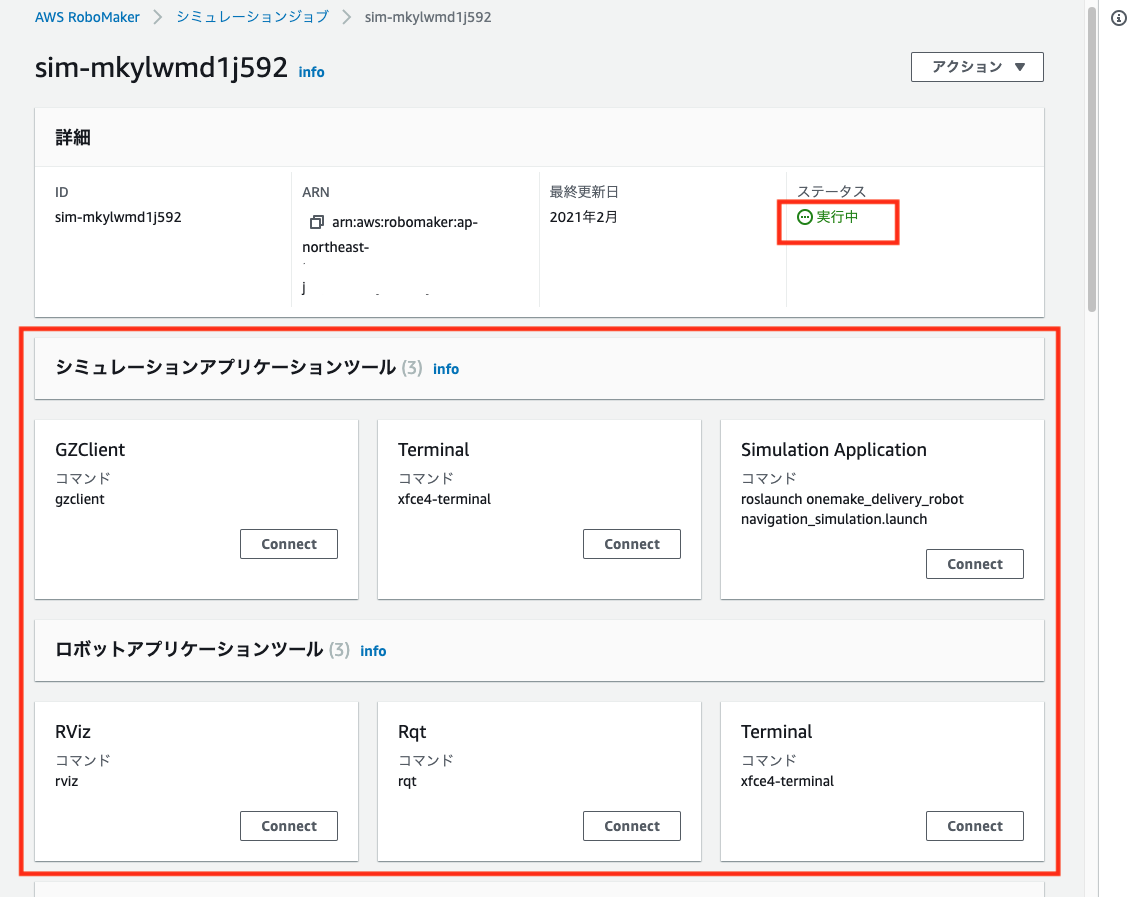 AWS RoboMaker > シミュレーションジョブ > sim-mkylwmd1j592
sim-mkylwmd1j592 info
アクション ▼
詳細
ID
sim-mkylwmd1j592
ARN
arn:aws:robomaker:ap-
northeast-
j
最終更新日
2021年2月
ステータス
実行中
シミュレーションアプリケーションツール (3) info
GZClient
コマンド
gzclient
Connect
Terminal
コマンド
xfce4-terminal
Connect
Simulation Application
コマンド
roslaunch onemake_delivery_robot
navigation_simulation.launch
Connect
ロボットアプリケーションツール (3) info
RViz
コマンド
rviz
Connect
Rqt
コマンド
rqt
Connect
Terminal
コマンド
xfce4-terminal
Connect